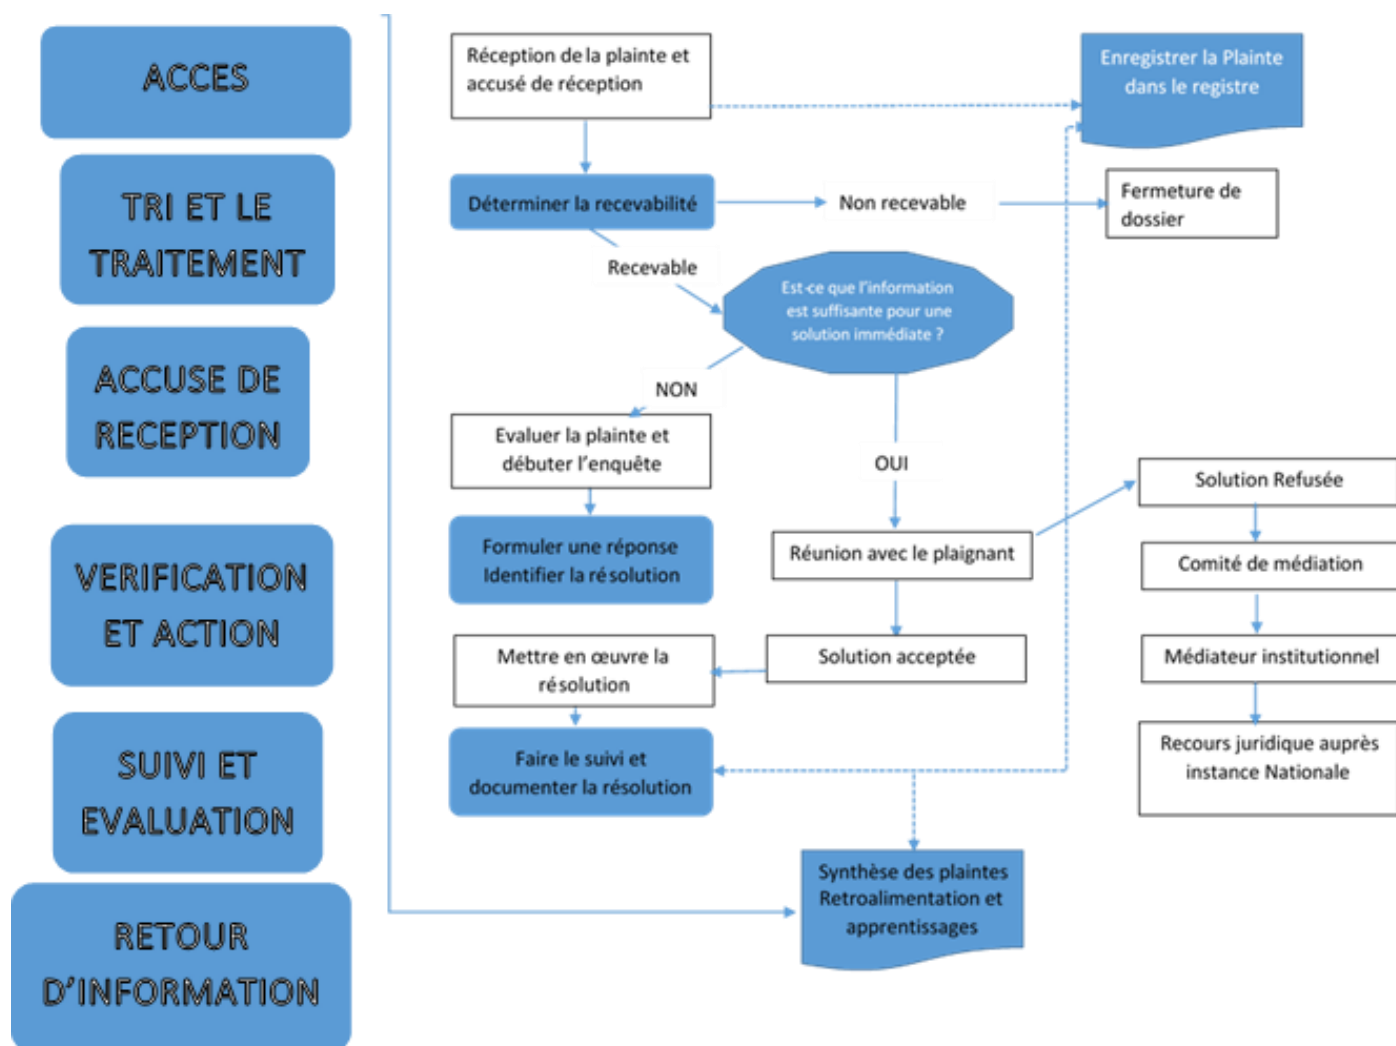 ACCES
TRI ET LE
TRAITEMENT
ACCUSE DE
RECEPTION
VERIFICATION
ET ACTION
SUIVI ET
EVALUATION
RETOUR
D’INFORMATION
Réception de la plainte et
accusé de réception
Enregistrer la Plainte
dans le registre
Déterminer la recevabilité
Non recevable
Fermeture de
dossier
Recevable
Est-ce que l’information
est suffisante pour une
solution immédiate ?
NON
OUI
Evaluer la plainte et
débuter l’enquête
Formuler une réponse
Identifier la résolution
Réunion avec le plaignant
Solution Refusée
Comité de médiation
Mettre en œuvre la
résolution
Solution acceptée
Médiateur institutionnel
Faire le suivi et
documenter la résolution
Recours juridique auprès
instance Nationale
Synthèse des plaintes
Retroalimentation et
apprentissages